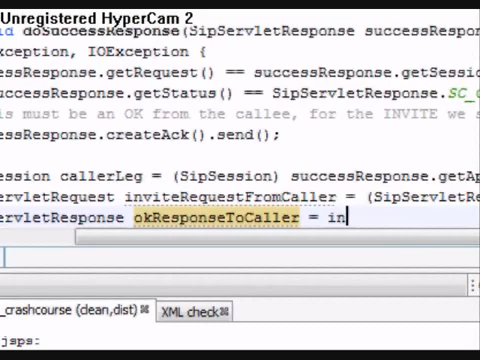 Unregistered HyperCam 2
id doSuccessResponse(SipServletResponse successRespon
xception, IOException {
essResponse.getRequest() == successResponse.getSessi
uccessResponse.getStatus() == SipServletResponse.SC_
is must be an OK from the callee, for the INVITE we s
essResponse.createAck().send();
ession callerLeg = (SipSession) successResponse.getAp
ervletRequest inviteRequestFromCaller = (SipServletRe
ervletResponse okResponseToCaller = in
_crashcourse (clean,dist) XML check
jsps: